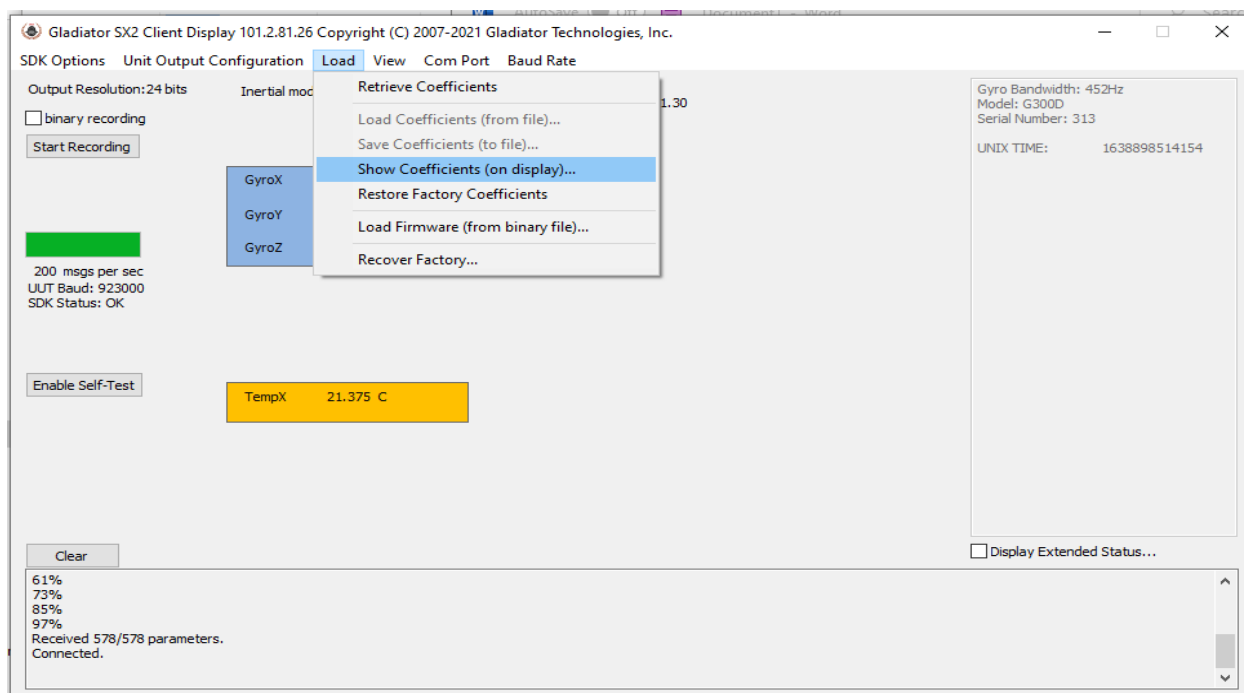 AutoSave Off Document1 - Word Searc
Gladiator SX2 Client Display 101.2.81.26 Copyright (C) 2007-2021 Gladiator Technologies, Inc.
SDK Options Unit Output Configuration Load View Com Port Baud Rate
Output Resolution:24 bits Inertial mod
1.30
binary recording
Start Recording
Retrieve Coefficients
Load Coefficients (from file)...
Save Coefficients (to file)...
Show Coefficients (on display)...
Restore Factory Coefficients
Load Firmware (from binary file)...
Recover Factory...
GyroX
GyroY
GyroZ
200 msgs per sec
UUT Baud: 923000
SDK Status: OK
Enable Self-Test
TempX 21.375 C
Gyro Bandwidth: 452Hz
Model: G300D
Serial Number: 313
UNIX TIME: 1638898514154
Display Extended Status...
Clear
61%
73%
85%
97%
Received 578/578 parameters.
Connected.